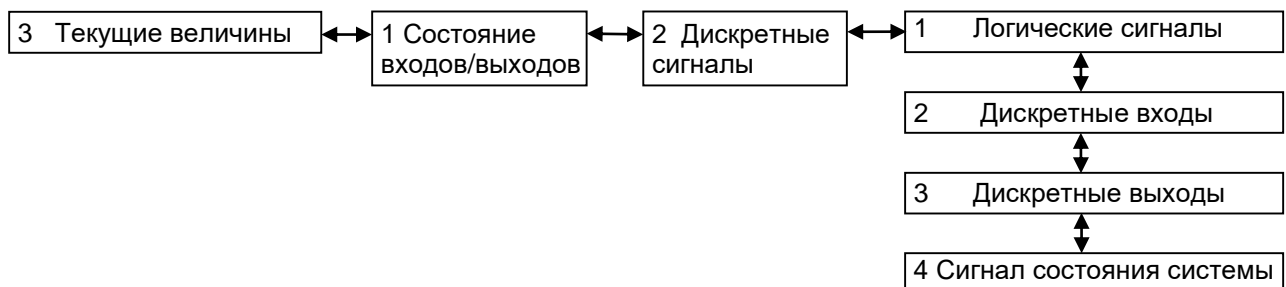 3 Текущие величины
1 Состояние
входов/выходов
2 Дискретные
сигналы
1 Логические сигналы
2 Дискретные входы
3 Дискретные выходы
4 Сигнал состояния системы